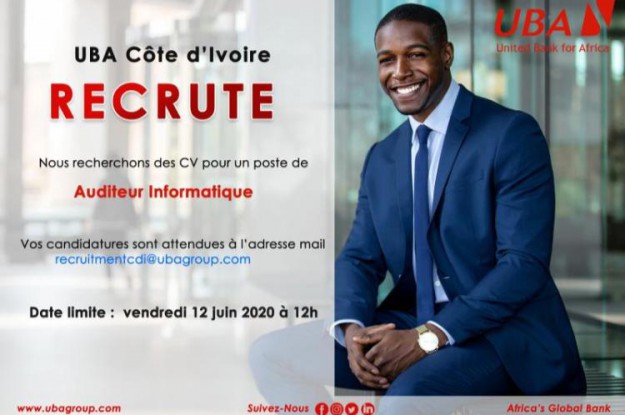 UBA Côte d'Ivoire
RECRUTE
Nous recherchons des CV pour un poste de
Auditeur Informatique
Vos candidatures sont attendues à l'adresse mail
recruitmentcdi@ubagroup.com
Date limite : vendredi 12 juin 2020 à 12h
UBA
United Bank for Africa
www.ubagroup.com
Suivez-Nous
Africa's Global Bank